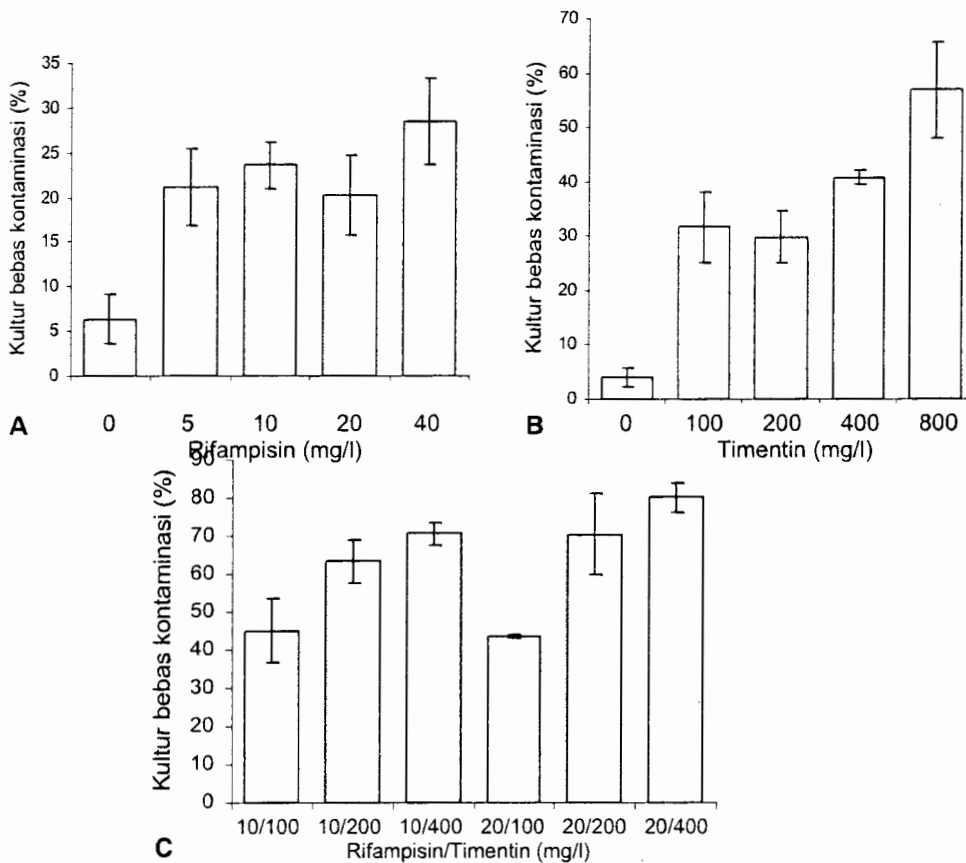 Kultur bebas kontaminasi (%)
35
30
25
20
15
10
5
0
0 5 10 20 40
Rifampisin (mg/l)
A
Kultur bebas kontaminasi (%)
70
60
50
40
30
20
10
0
0 100 200 400 800
Timentin (mg/l)
B
Kultur bebas kontaminasi (%)
90
80
70
60
50
40
30
20
10
0
10/100 10/200 10/400 20/100 20/200 20/400
Rifampisin/Timentin (mg/l)
C